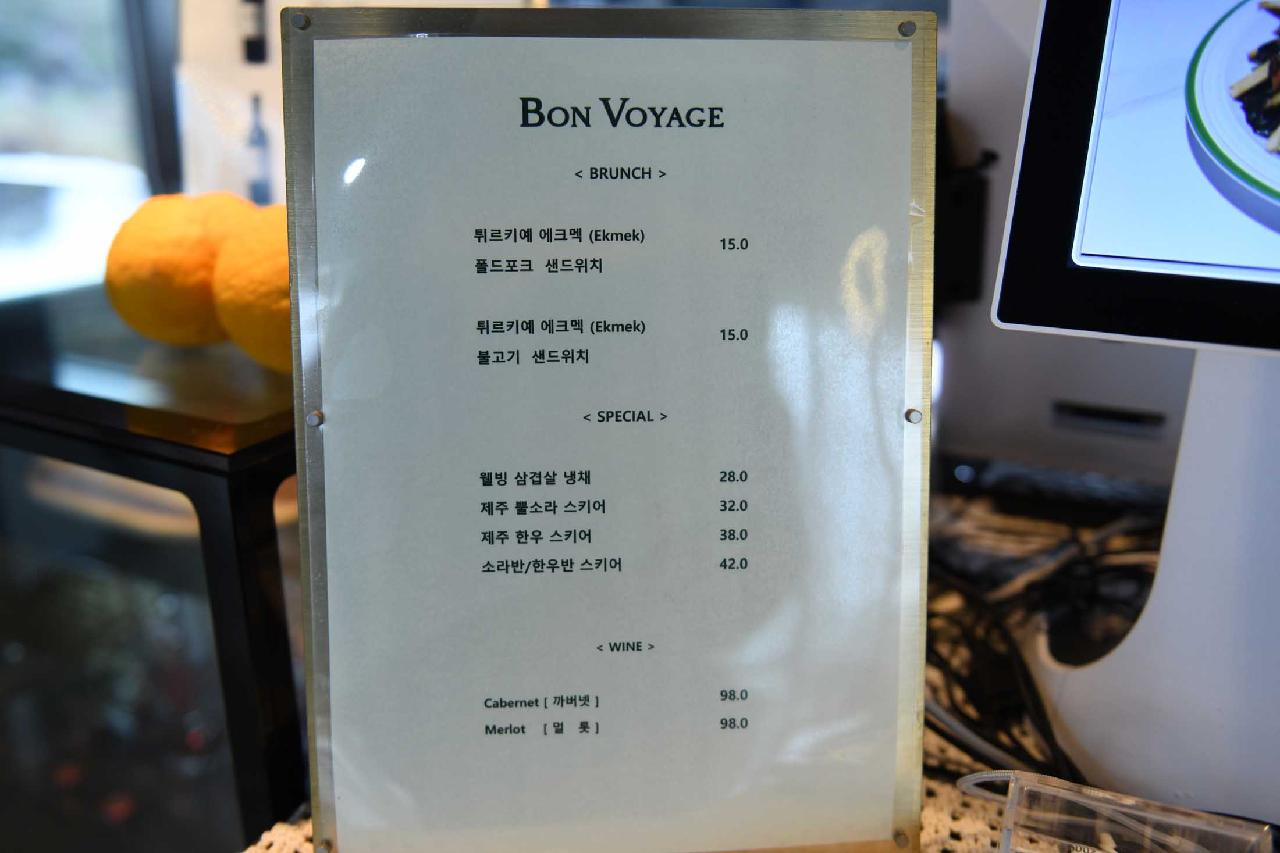 BON VOYAGE
< BRUNCH >
튀르키예 에크멕 (Ekmek)
폴드포크 샌드위치 15.0
튀르키예 에크멕 (Ekmek)
불고기 샌드위치 15.0
< SPECIAL >
웰빙 삼겹살 냉채 28.0
제주 뿔소라 스키어 32.0
제주 한우 스키어 38.0
소라반/한우반 스키어 42.0
< WINE >
Cabernet [ 까버넷 ] 98.0
Merlot [ 멀 롯 ] 98.0